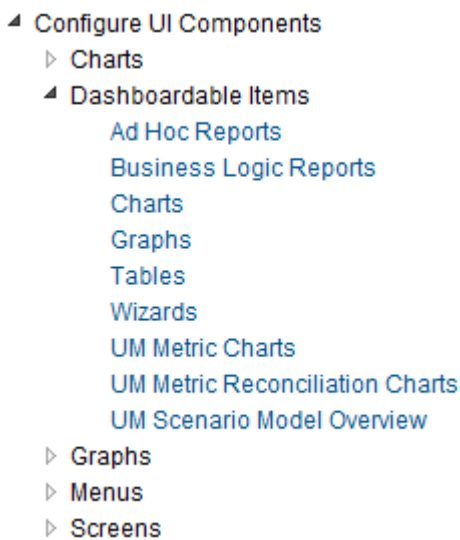 Configure UI Components
Charts
Dashboardable Items
Ad Hoc Reports
Business Logic Reports
Charts
Graphs
Tables
Wizards
UM Metric Charts
UM Metric Reconciliation Charts
UM Scenario Model Overview
Graphs
Menus
Screens